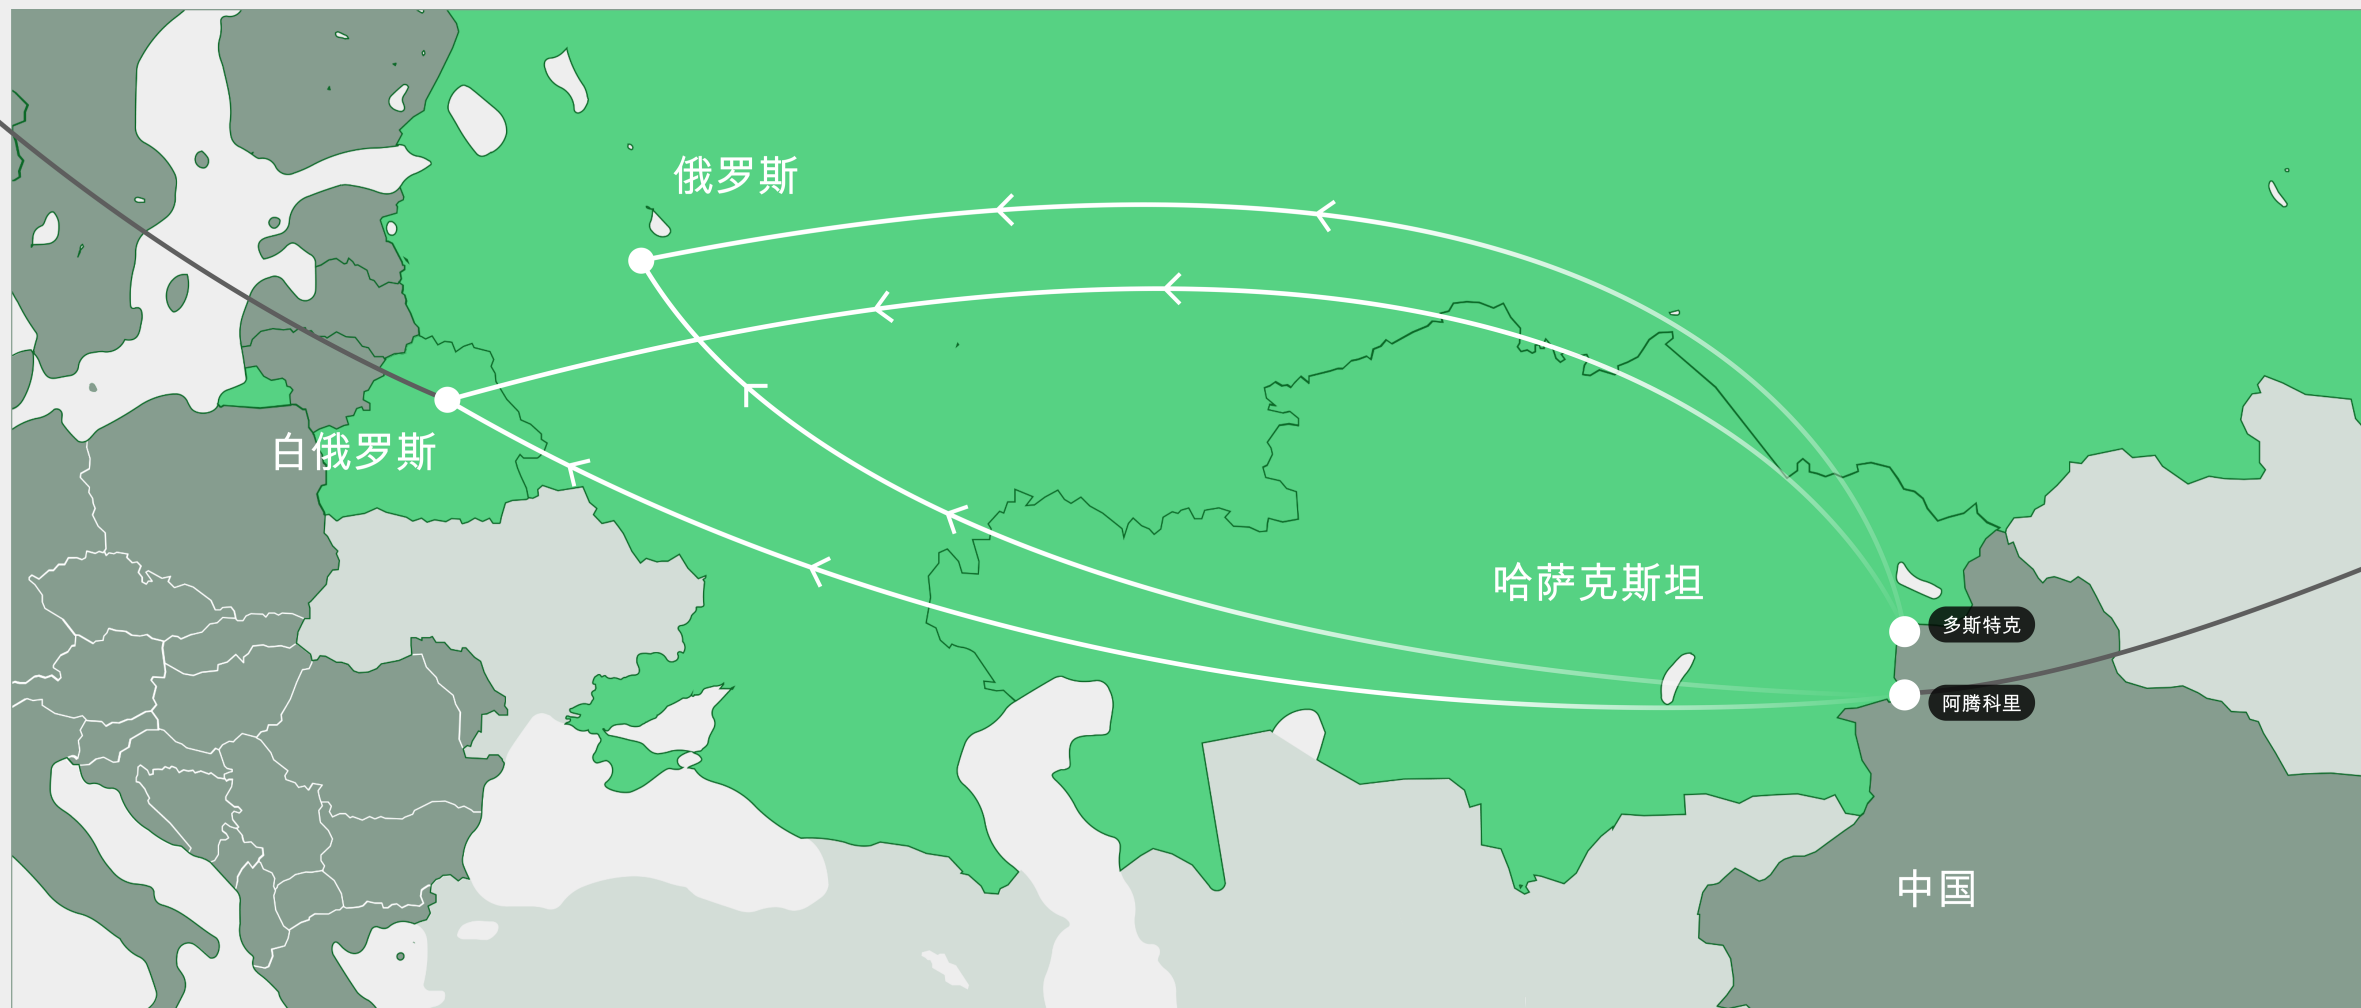 俄罗斯
白俄罗斯
哈萨克斯坦
多斯特克
阿腾科里
中国